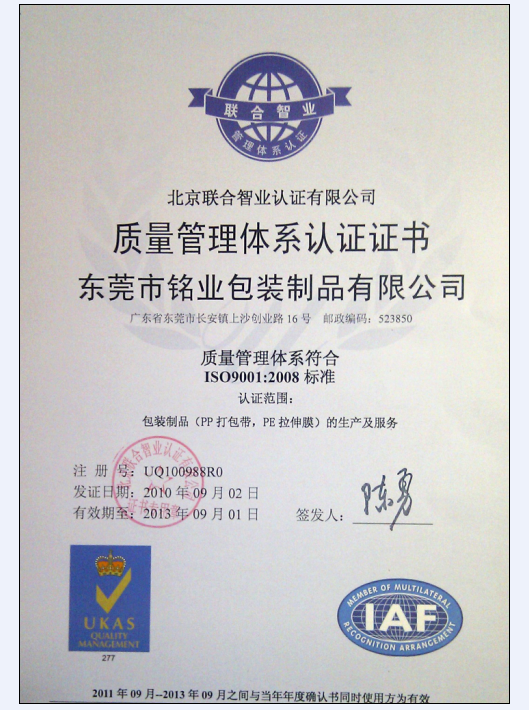 联合智业
管理体系认证
北京联合智业认证有限公司
质量管理体系认证证书
东莞市铭业包装制品有限公司
广东省东莞市长安镇上沙创业路 16 号 邮政编码：523850
质量管理体系符合
ISO9001:2008 标准
认证范围：
包装制品（PP 打包带，PE 拉伸膜）的生产及服务
注 册 号：UQ100988R0
发证日期：2010 年 09 月 02 日
有效期至：2013 年 09 月 01 日
签发人：陈勇
UKAS
QUALITY
MANAGEMENT
277
MEMBER OF MULTILATERAL
IAF
RECOGNITION ARRANGEMENT
2011 年 09 月--2013 年 09 月之间与当年年度确认书同时使用方为有效